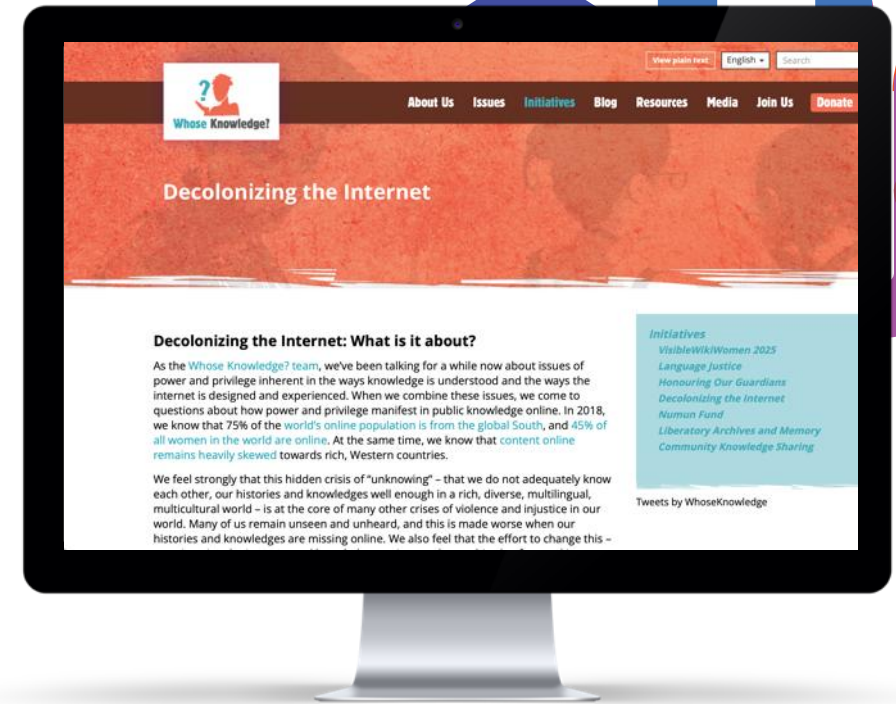 View plain text English Search
? Whose Knowledge?
About Us Issues Initiatives Blog Resources Media Join Us Donate
Decolonizing the Internet
Decolonizing the Internet: What is it about?
As the Whose Knowledge? team, we've been talking for a while now about issues of
power and privilege inherent in the ways knowledge is understood and the ways the
internet is designed and experienced. When we combine these issues, we come to
questions about how power and privilege manifest in public knowledge online. In 2018,
we know that 75% of the world's online population is from the global South, and 45% of
all women in the world are online. At the same time, we know that content online
remains heavily skewed towards rich, Western countries.
We feel strongly that this hidden crisis of "unknowing" – that we do not adequately know
each other, our histories and knowledges well enough in a rich, diverse, multilingual,
multicultural world – is at the core of many other crises of violence and injustice in our
world. Many of us remain unseen and unheard, and this is made worse when our
histories and knowledges are missing online. We also feel that the effort to change this –
Initiatives
VisibleWikiWomen 2025
Language Justice
Honouring Our Guardians
Decolonizing the Internet
Numun Fund
Liberatory Archives and Memory
Community Knowledge Sharing
Tweets by WhoseKnowledge